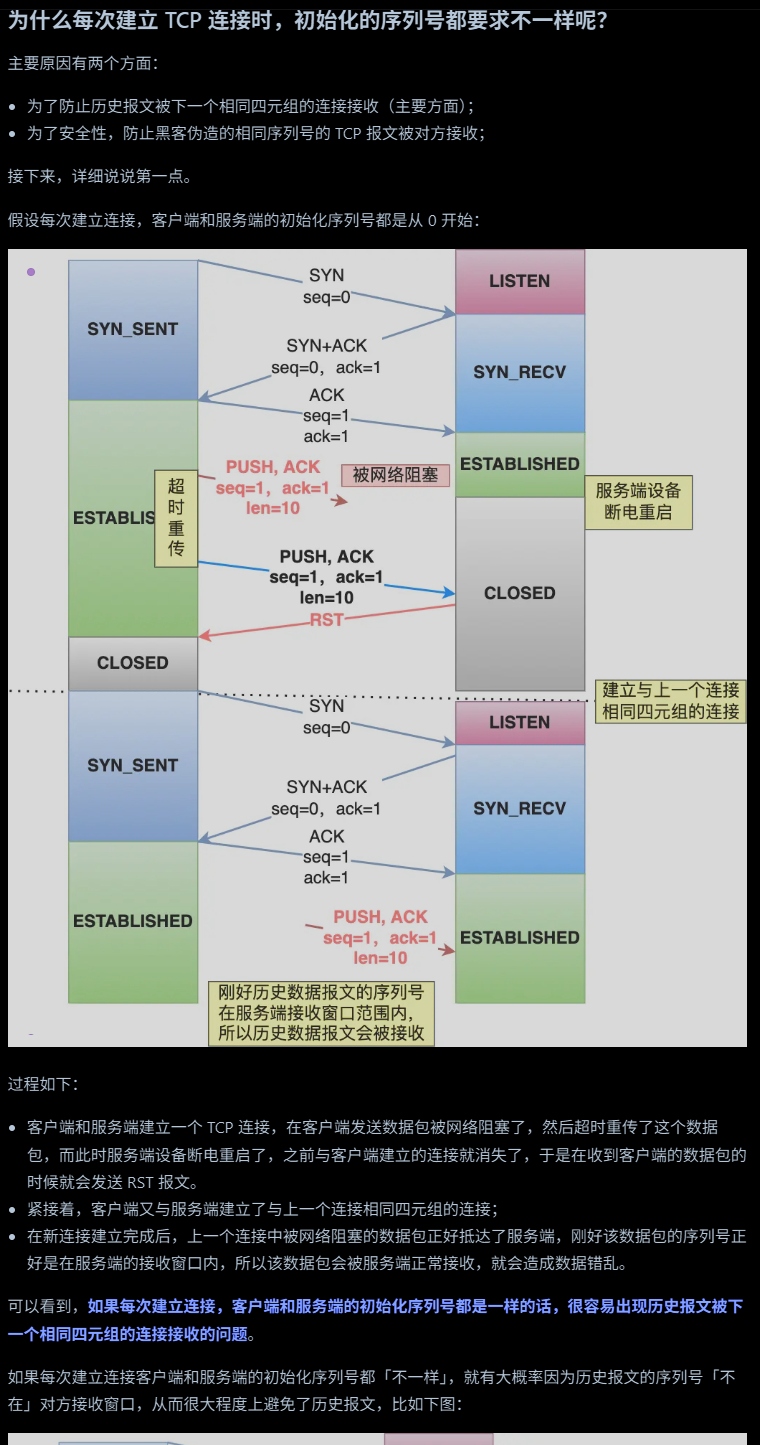 为什么每次建立 TCP 连接时，初始化的序列号都要求不一样呢？
主要原因有两个方面：
为了防止历史报文被下一个相同四元组的连接接收（主要方面）；
为了安全性，防止黑客伪造的相同序列号的 TCP 报文被对方接收；
接下来，详细说说第一点。
假设每次建立连接，客户端和服务端的初始化序列号都是从 0 开始：
SYN
seq=0
LISTEN
SYN_SENT
SYN+ACK
seq=0，ack=1
SYN_RECV
ACK
seq=1
ack=1
ESTABLISHED
PUSH, ACK
seq=1，ack=1
len=10
被网络阻塞
服务端设备
断电重启
ESTABLIS
超
时
重
传
PUSH, ACK
seq=1，ack=1
len=10
CLOSED
RST
CLOSED
建立与上一个连接
相同四元组的连接
SYN
seq=0
LISTEN
SYN_SENT
SYN+ACK
seq=0，ack=1
SYN_RECV
ACK
seq=1
ack=1
ESTABLISHED
PUSH, ACK
seq=1，ack=1
len=10
ESTABLISHED
刚好历史数据报文的序列号
在服务端接收窗口范围内，
所以历史数据报文会被接收
过程如下：
客户端和服务端建立一个 TCP 连接，在客户端发送数据包被网络阻塞了，然后超时重传了这个数据
包，而此时服务端设备断电重启了，之前与客户端建立的连接就消失了，于是在收到客户端的数据包的
时候就会发送 RST 报文。
紧接着，客户端又与服务端建立了与上一个连接相同四元组的连接；
在新连接建立完成后，上一个连接中被网络阻塞的数据包正好抵达了服务端，刚好该数据包的序列号正
好是在服务端的接收窗口内，所以该数据包会被服务端正常接收，就会造成数据错乱。
可以看到，如果每次建立连接，客户端和服务端的初始化序列号都是一样的话，很容易出现历史报文被下
一个相同四元组的连接接收的问题。
如果每次建立连接客户端和服务端的初始化序列号都「不一样」，就有大概率因为历史报文的序列号「不
在」对方接收窗口，从而很大程度上避免了历史报文，比如下图：